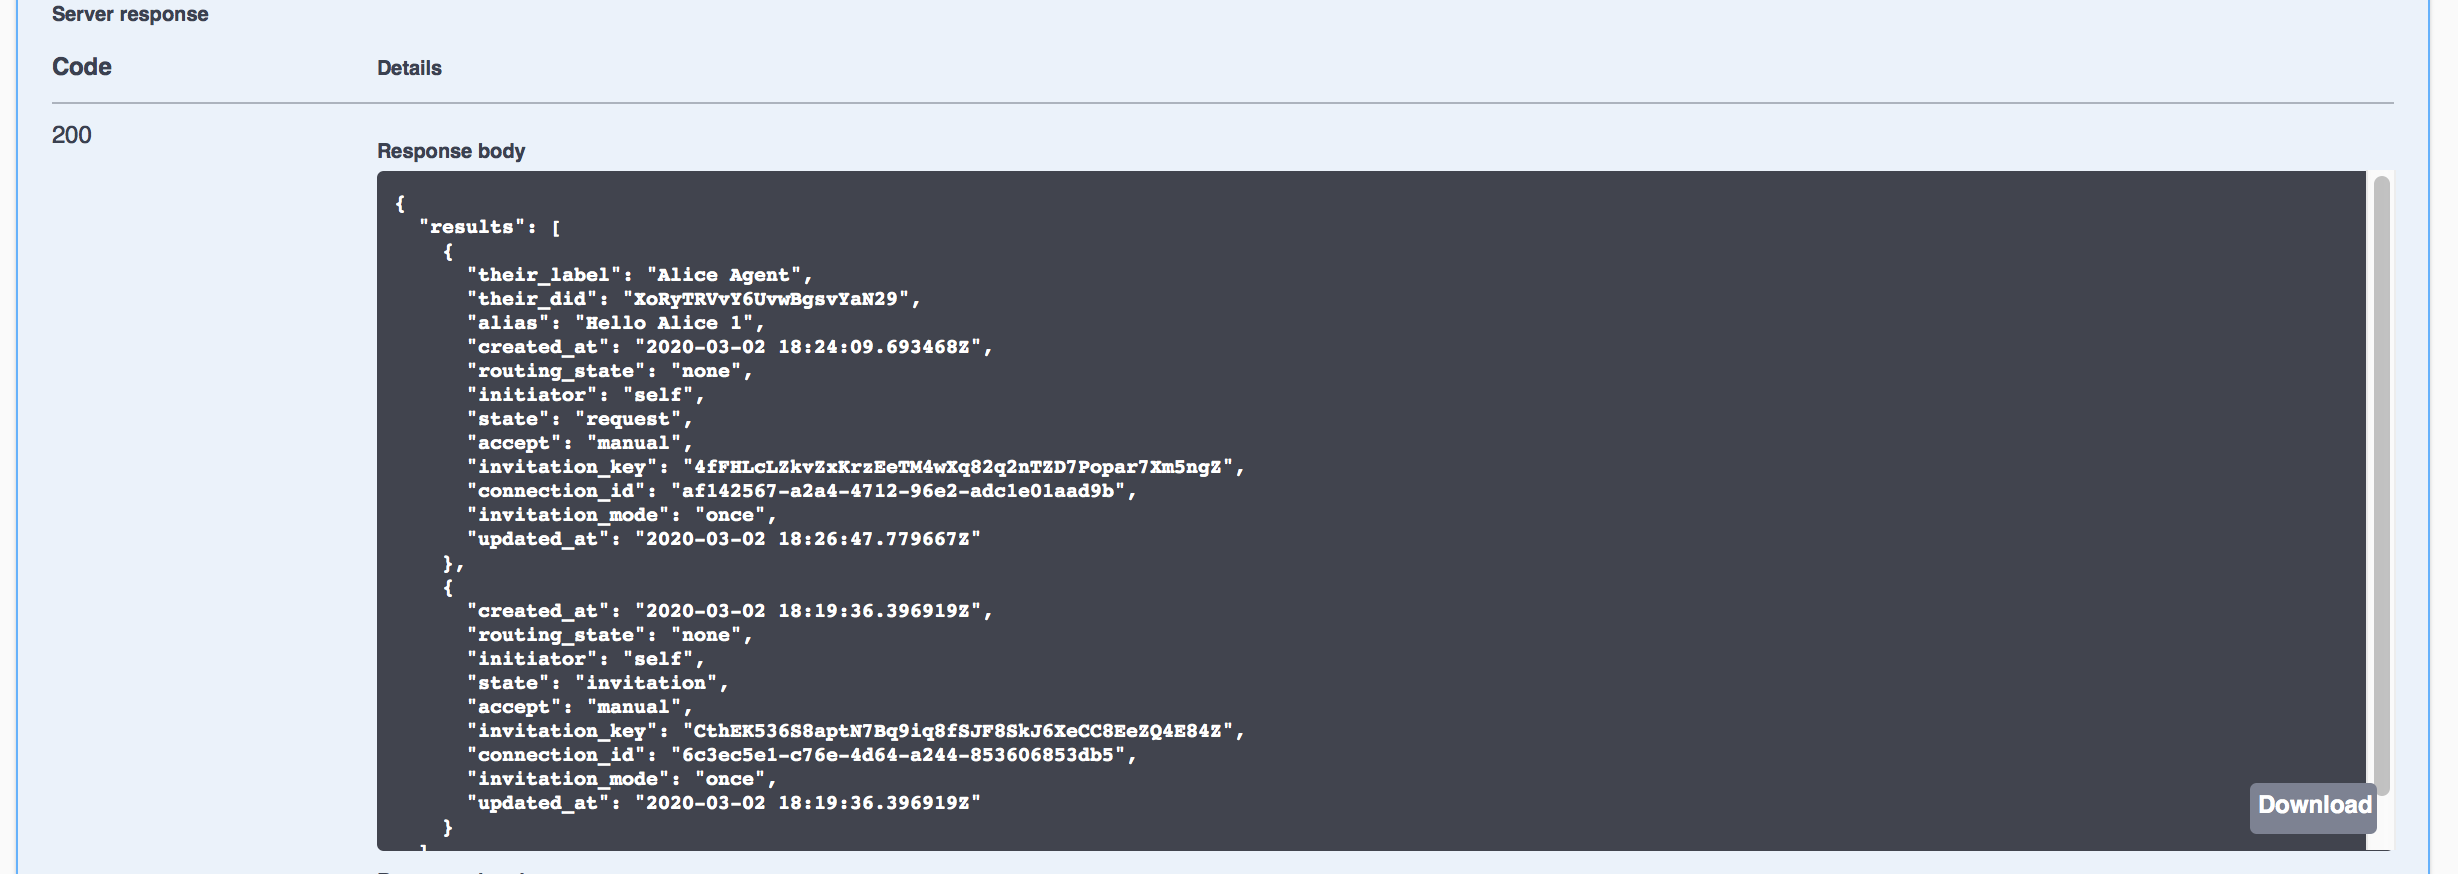 Server response
Code Details
200
Response body
{
"results": [
{
"their_label": "Alice Agent",
"their_did": "XoRyTRVvY6UvwBgsvYaN29",
"alias": "Hello Alice 1",
"created_at": "2020-03-02 18:24:09.693468Z",
"routing_state": "none",
"initiator": "self",
"state": "request",
"accept": "manual",
"invitation_key": "4fFHLcLZkvZxKrzEeTM4wXq82q2nTZD7Popar7Xm5ngZ",
"connection_id": "af142567-a2a4-4712-96e2-adc1e01aad9b",
"invitation_mode": "once",
"updated_at": "2020-03-02 18:26:47.779667Z"
},
{
"created_at": "2020-03-02 18:19:36.396919Z",
"routing_state": "none",
"initiator": "self",
"state": "invitation",
"accept": "manual",
"invitation_key": "CthEK536S8aptN7Bq9iq8fSJF8SkJ6XeCC8EeZQ4E84Z",
"connection_id": "6c3ec5e1-c76e-4d64-a244-853606853db5",
"invitation_mode": "once",
"updated_at": "2020-03-02 18:19:36.396919Z"
}
Download